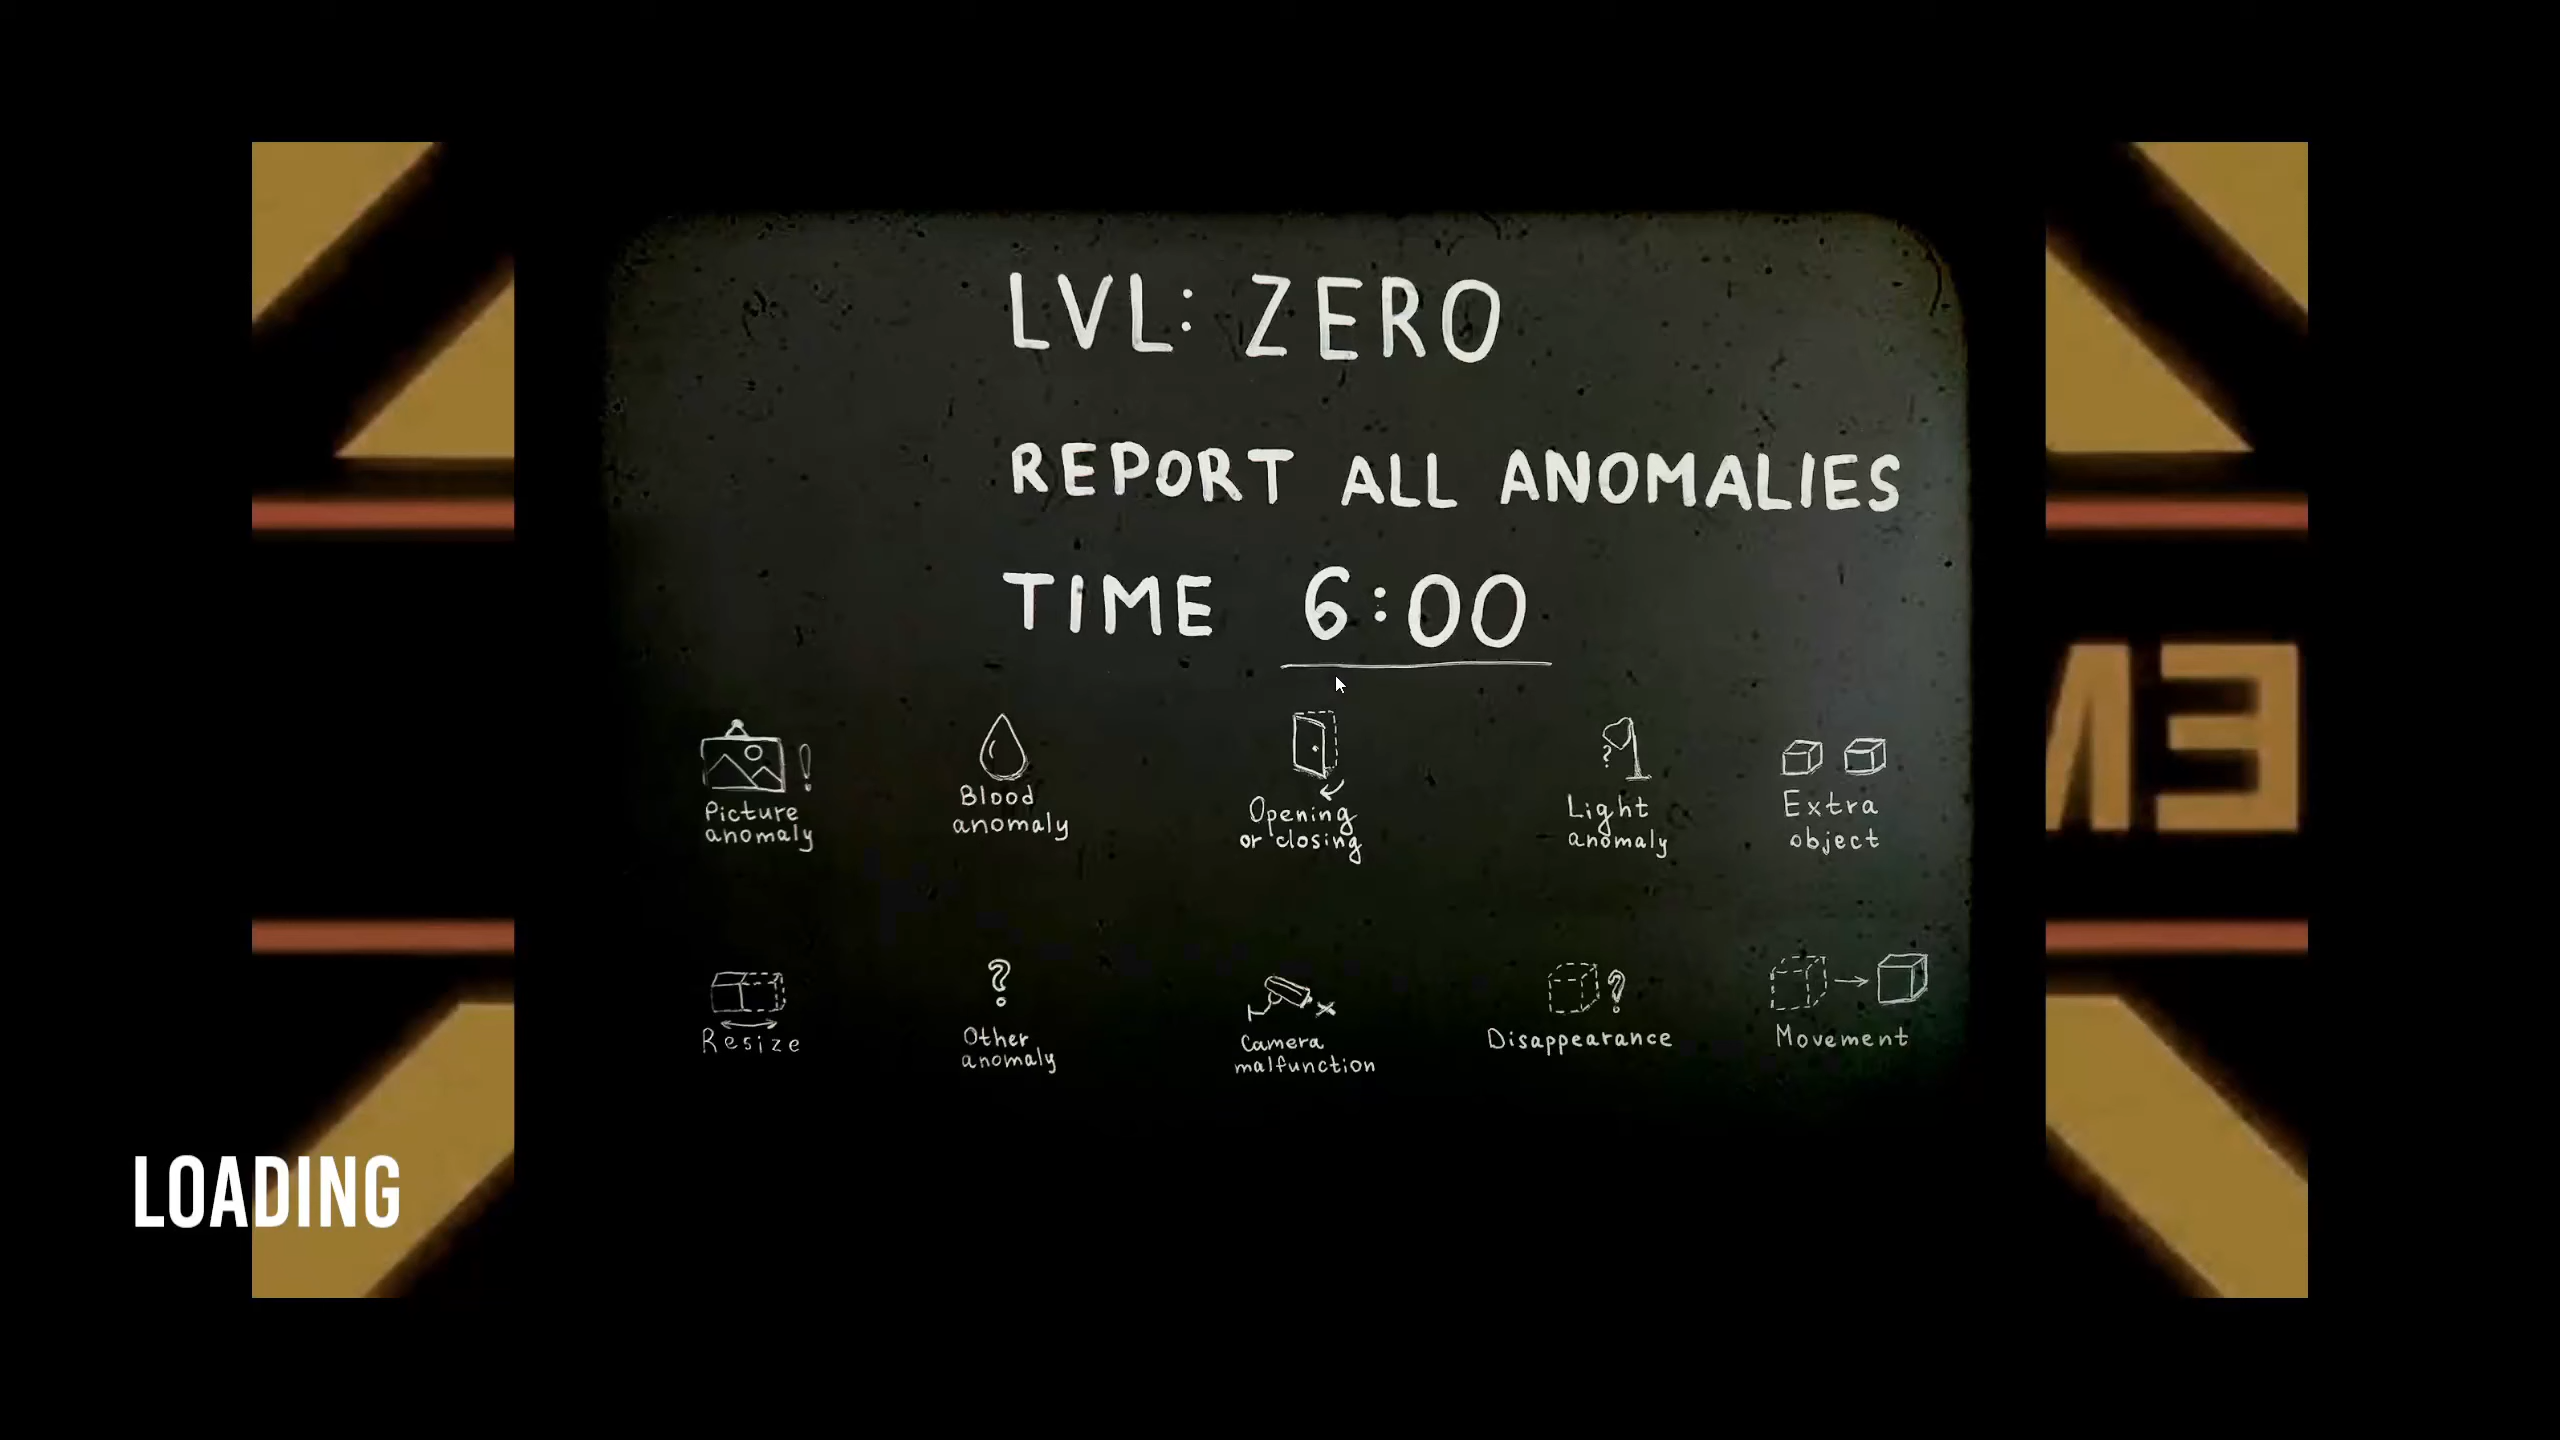 LVL: ZERO
REPORT ALL ANOMALIES
TIME 6:00
Picture
anomaly
Blood
anomaly
Opening
or closing
Light
anomaly
Extra
object
Resize
Other
anomaly
Camera
malfunction
Disappearance
Movement
LOADING